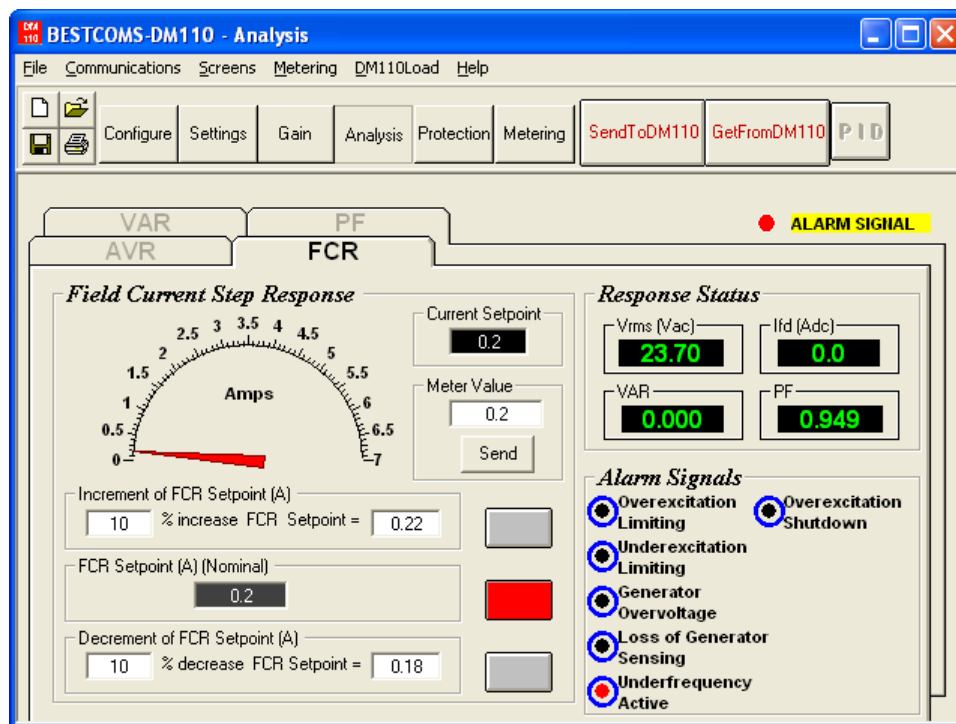 DM
110
BESTCOMS-DM110 - Analysis
File Communications Screens Metering DM110Load Help
Configure Settings Gain Analysis Protection Metering SendToDM110 GetFromDM110 PID
VAR PF
ALARM SIGNAL
AVR FCR
Field Current Step Response
0 0.5 1 1.5 2 2.5 3 3.5 4 4.5 5 5.5 6 6.5 7
Amps
Current Setpoint
0.2
Meter Value
0.2
Send
Increment of FCR Setpoint (A)
10 % increase FCR Setpoint = 0.22
FCR Setpoint (A) (Nominal)
0.2
Decrement of FCR Setpoint (A)
10 % decrease FCR Setpoint = 0.18
Response Status
Vrms (Vac) Ifd (Adc)
23.70 0.0
VAR PF
0.000 0.949
Alarm Signals
Overexcitation
Limiting
Overexcitation
Shutdown
Underexcitation
Limiting
Generator
Overvoltage
Loss of Generator
Sensing
Underfrequency
Active